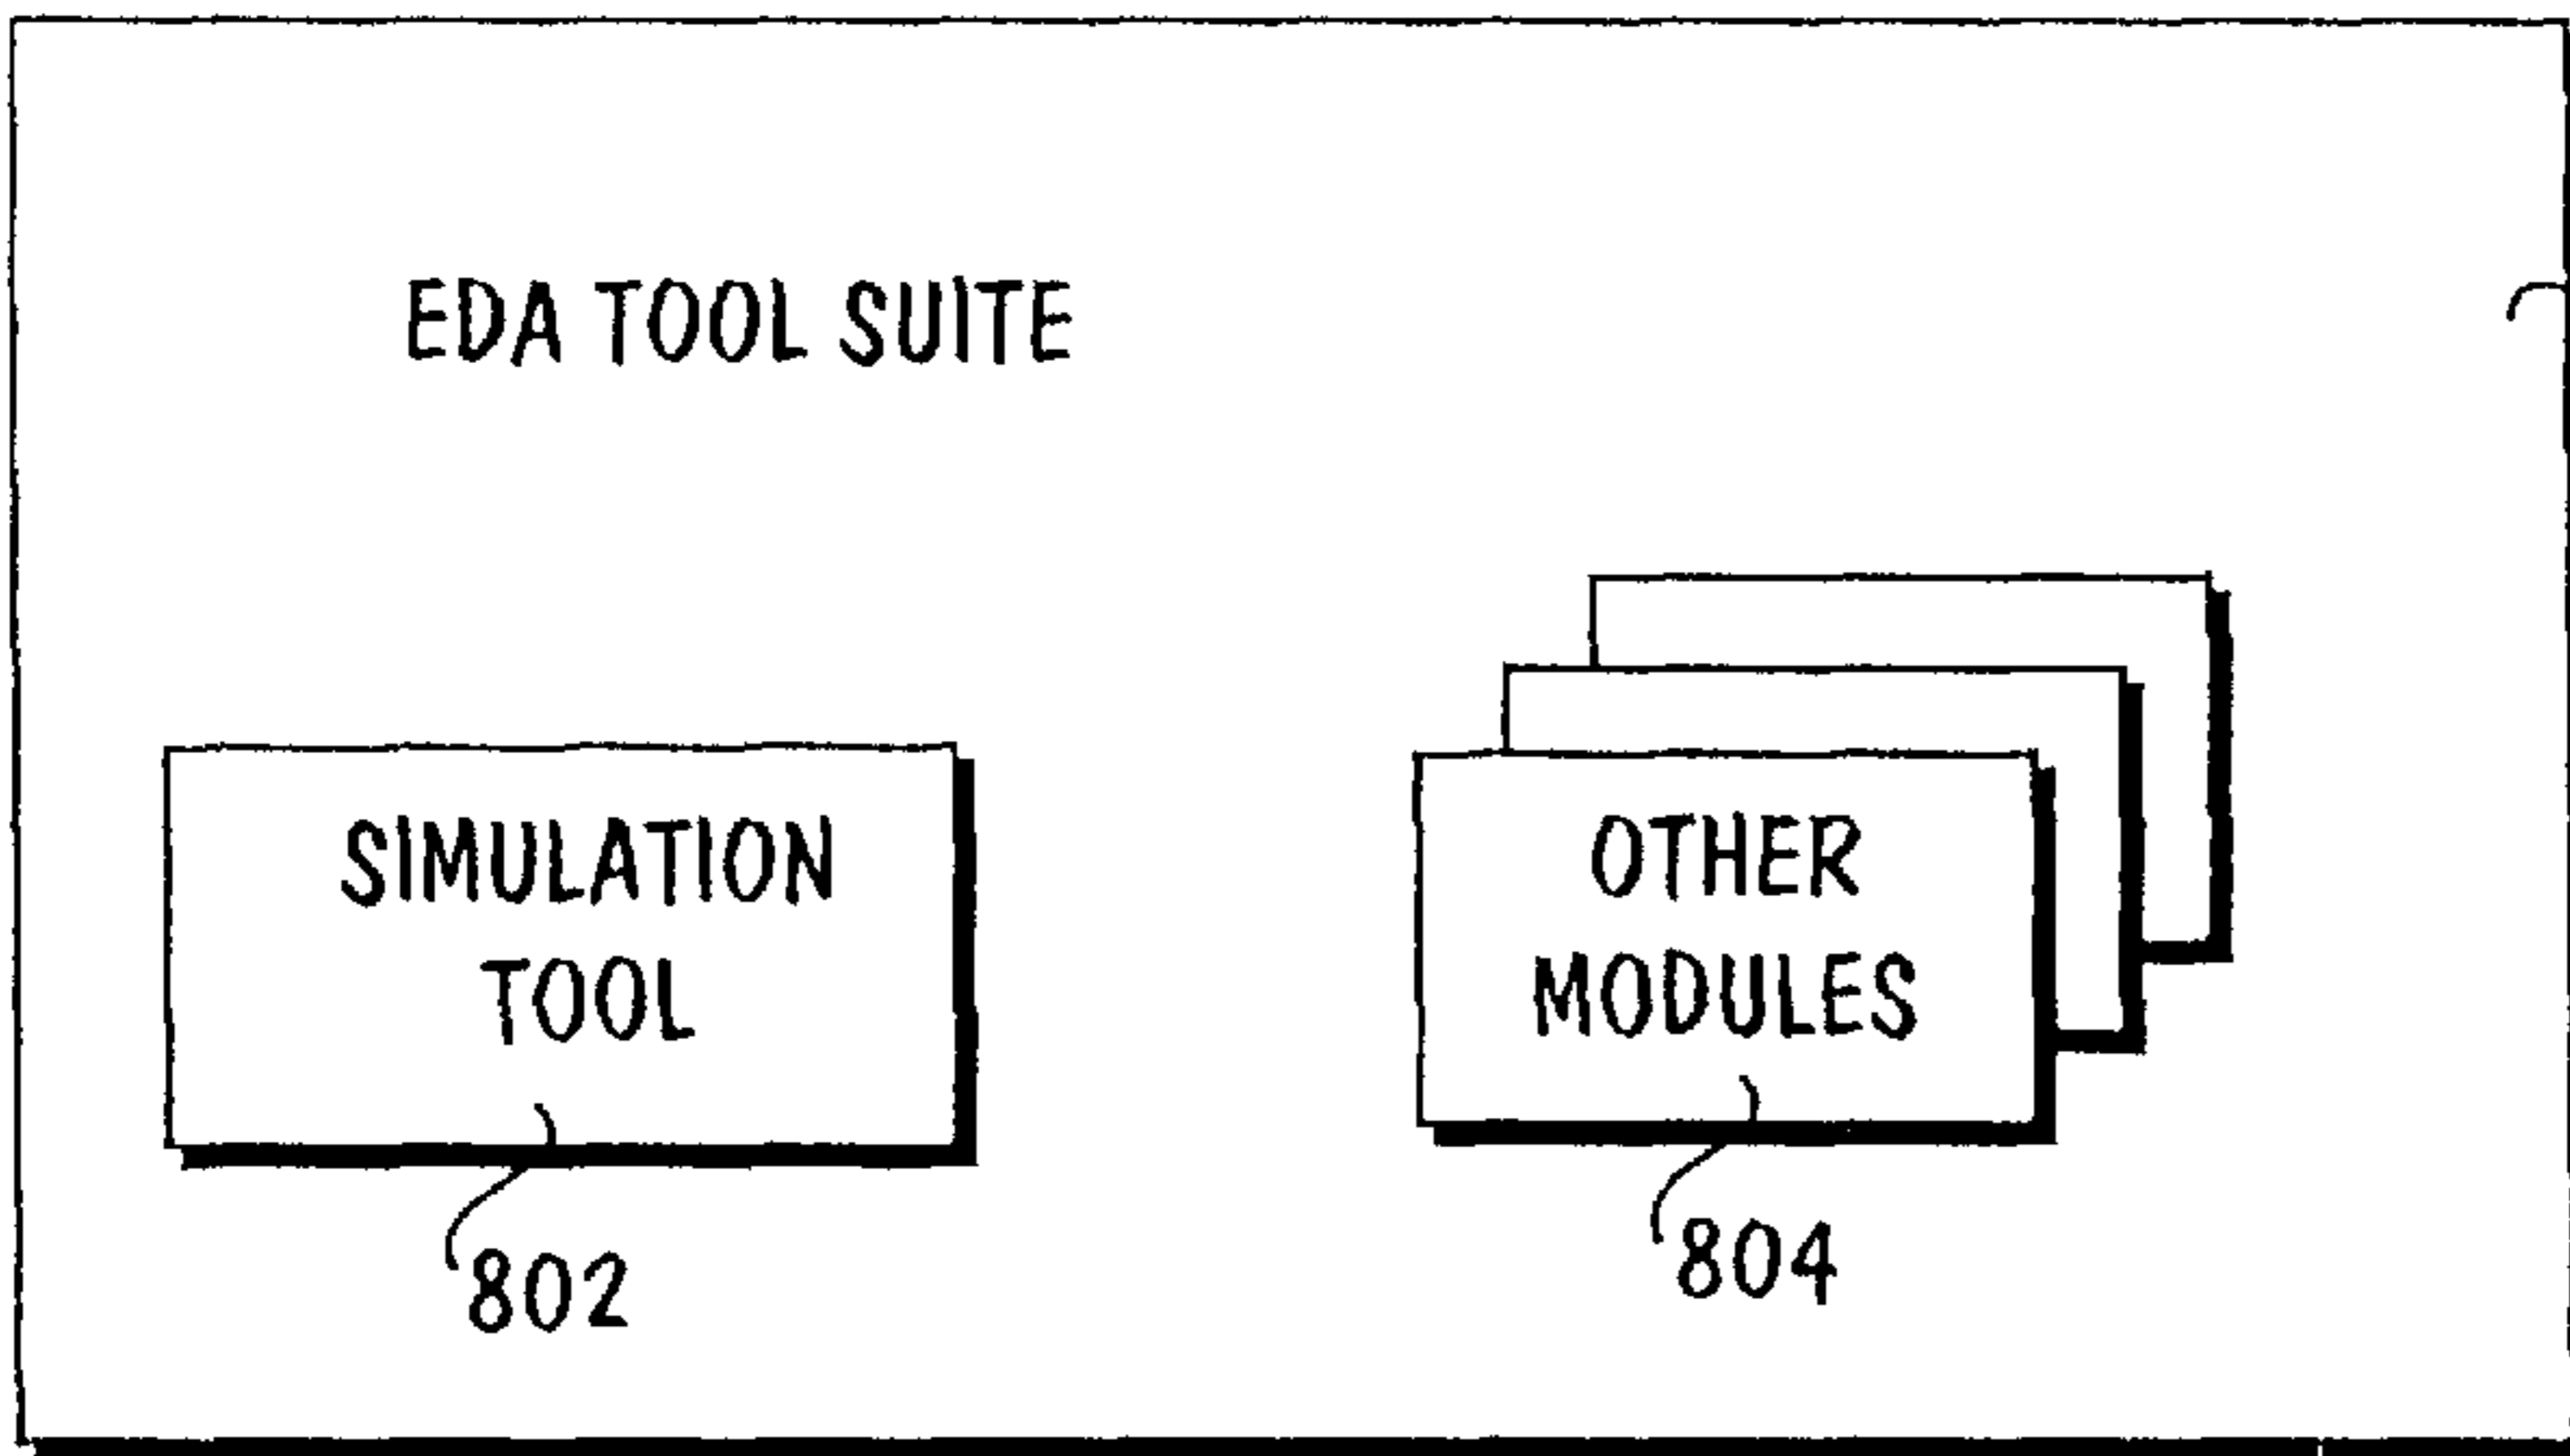 EDA TOOL SUITE
SIMULATION
TOOL
OTHER
MODULES
802
804